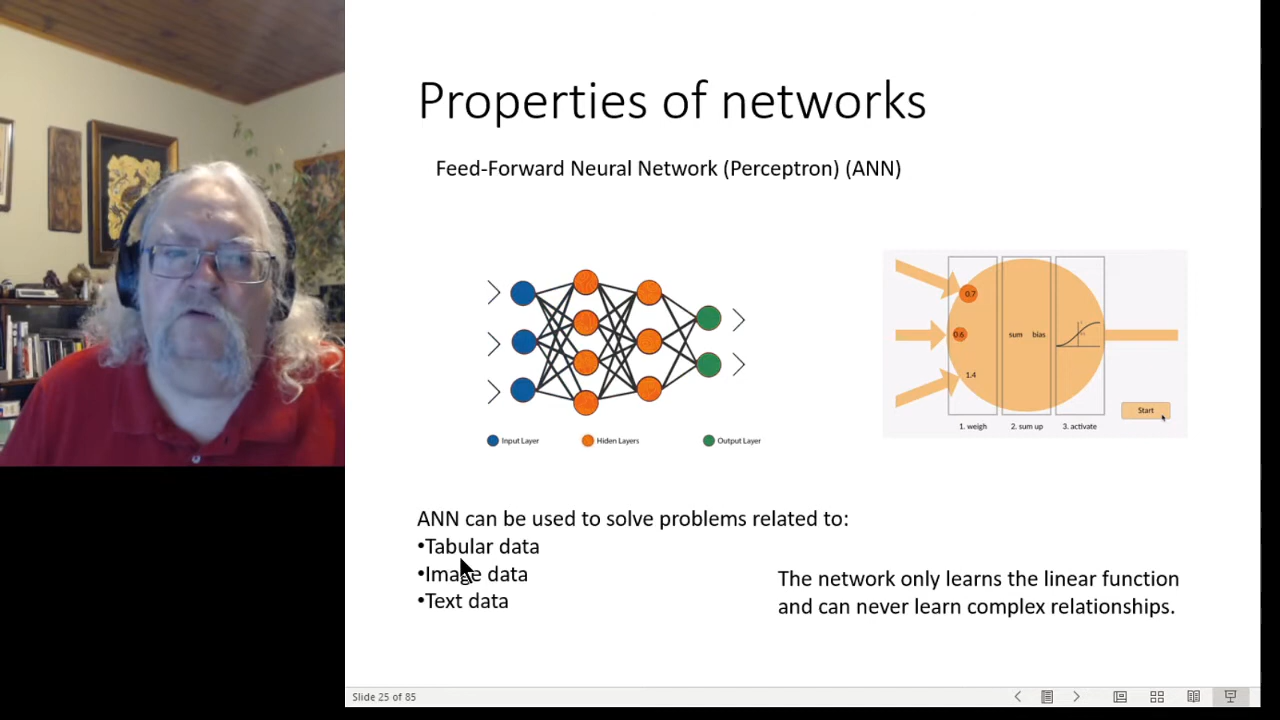 Properties of networks
Feed-Forward Neural Network (Perceptron) (ANN)
Input Layer
Hiden Layers
Output Layer
0.7
0.6
1.4
sum bias
Start
1. weigh
2. sum up
3. activate
ANN can be used to solve problems related to:
•Tabular data
•Image data
•Text data
The network only learns the linear function
and can never learn complex relationships.
Slide 25 of 85